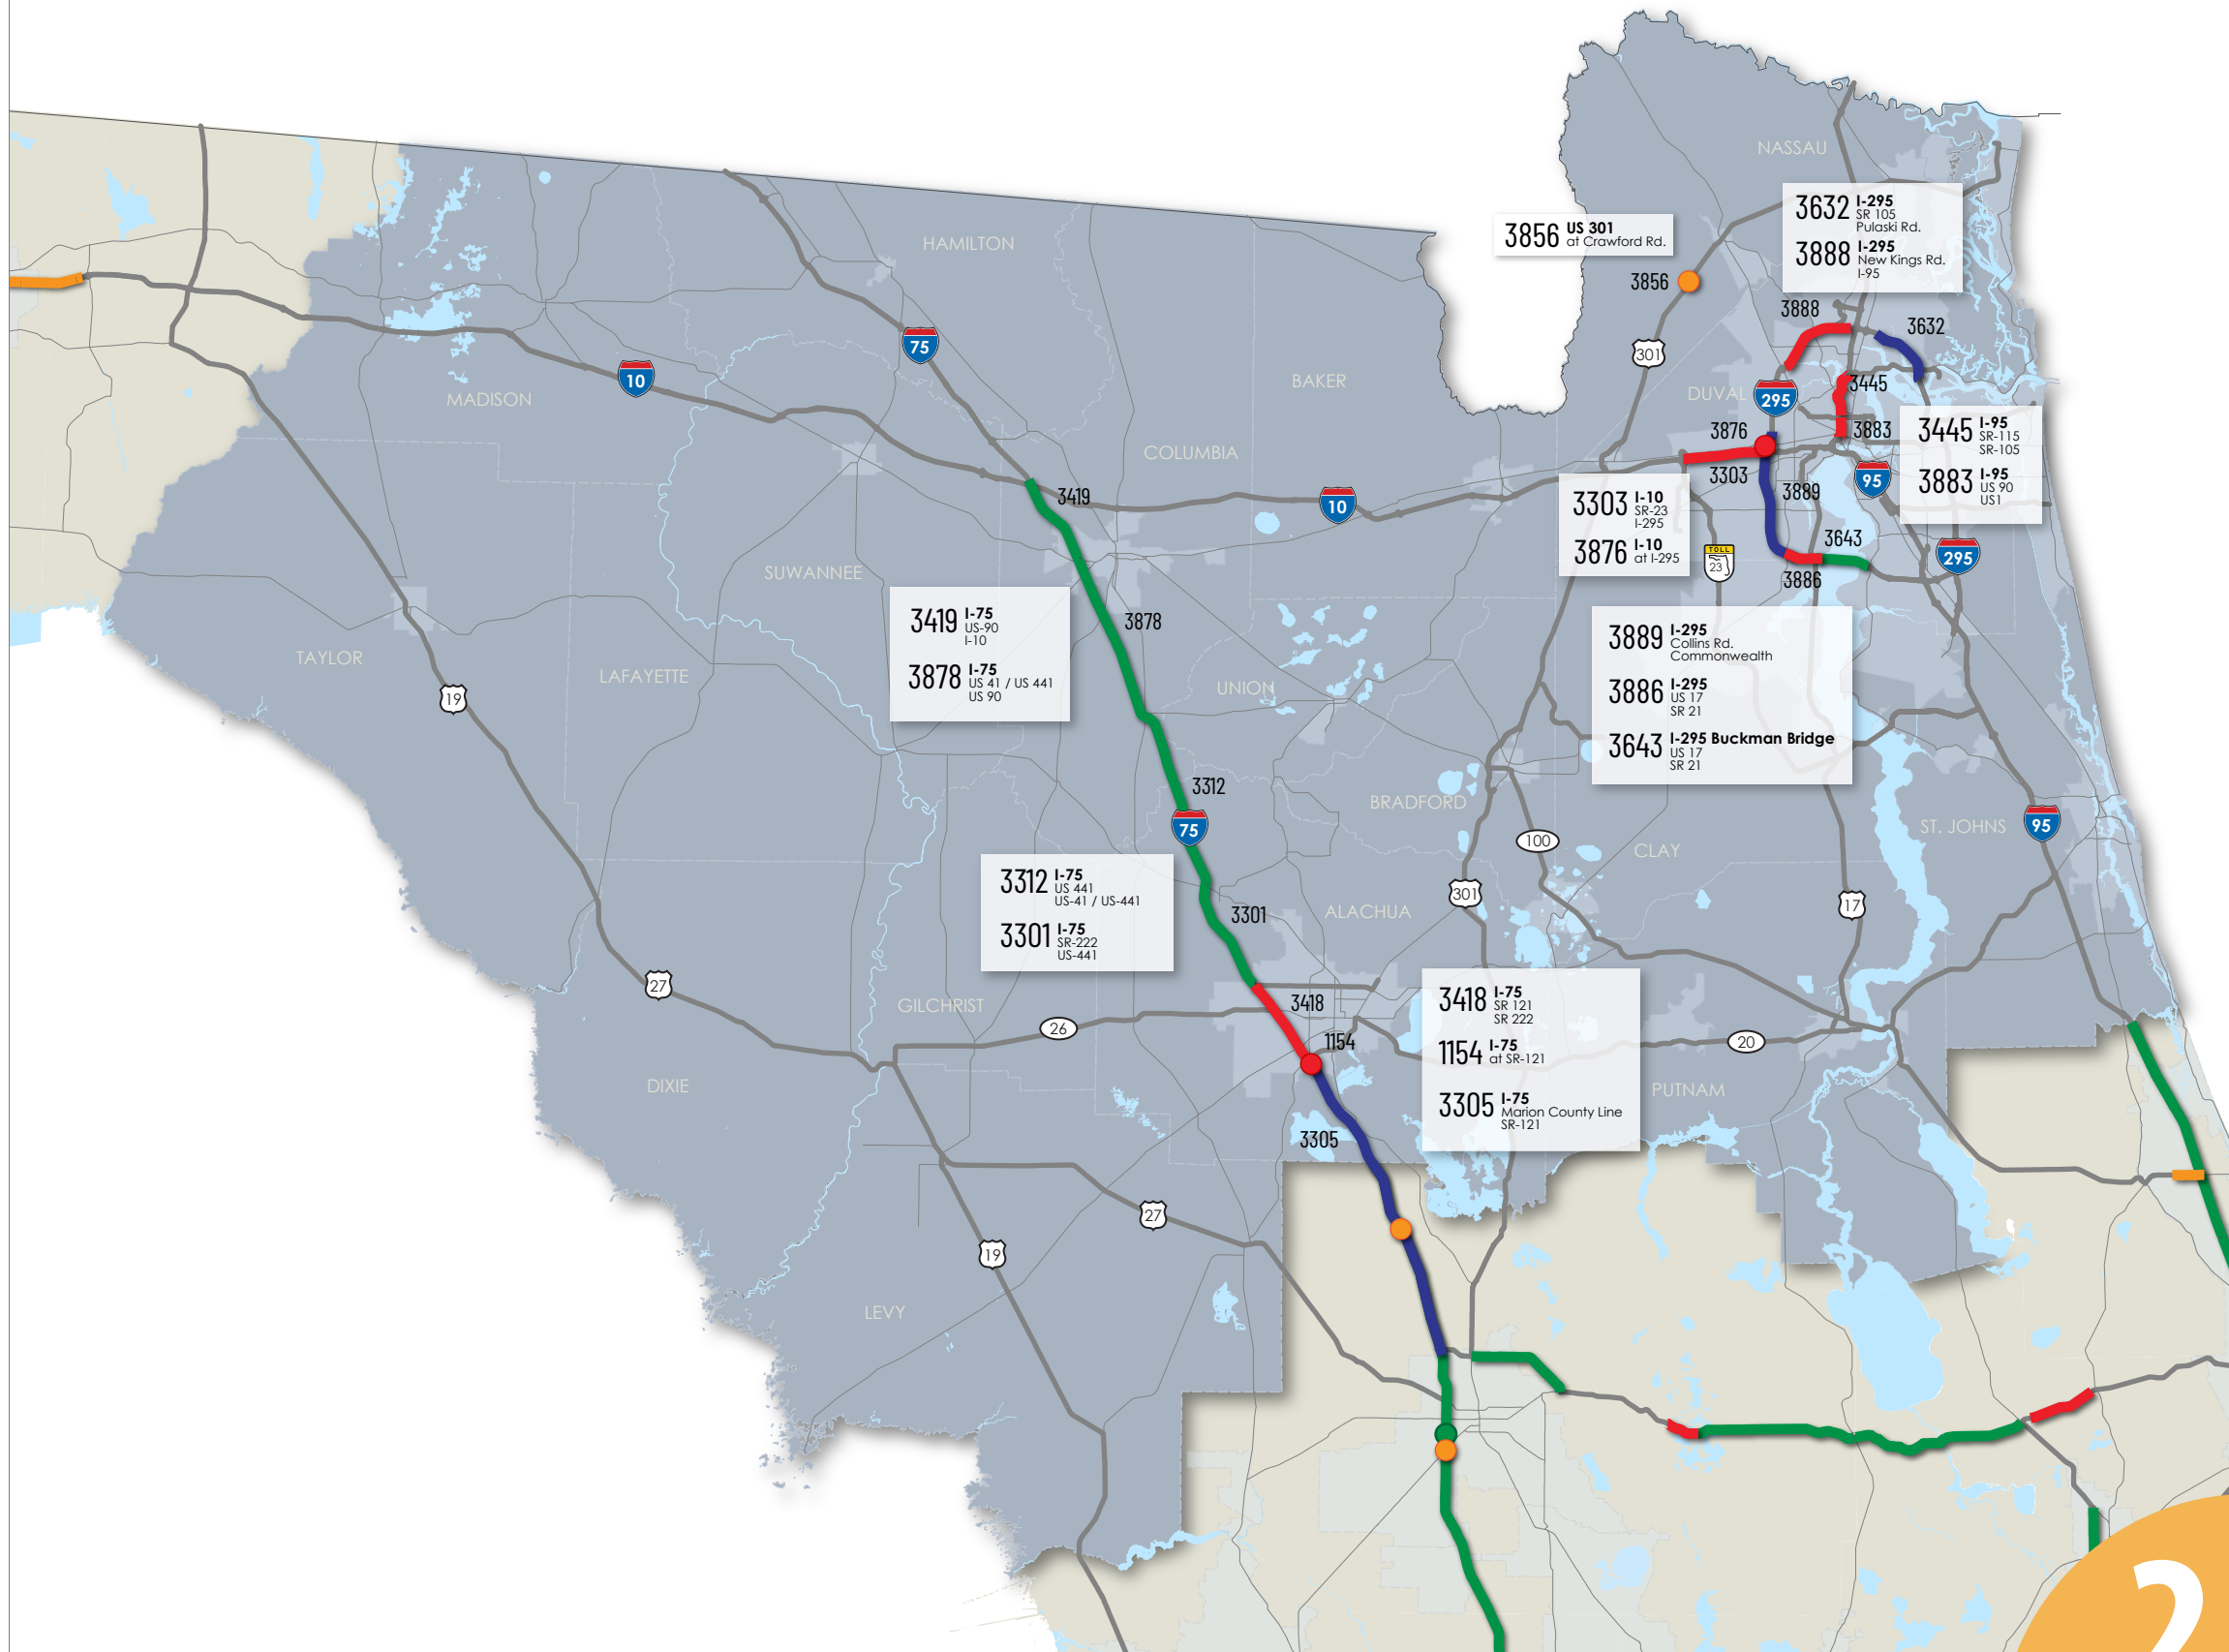 NASSAU
3632 I-295
SR 105
Pulaski Rd.
3888 I-295
New Kings Rd.
I-95
3856 US 301
at Crawford Rd.
HAMILTON
3856
3888
3632
75
301
10
MADISON
BAKER
DUVAL
295
3445
3876
3883
3445 I-95
SR-115
SR-105
3883 I-95
US 90
US1
COLUMBIA
3303
95
3419
3889
10
3303 I-10
SR-23
I-295
3876 I-10
at I-295
3643
TOLL
23
295
3886
SUWANNEE
3419 I-75
US-90
I-10
3878 I-75
US 41 / US 441
US 90
3878
3889 I-295
Collins Rd.
Commonwealth
3886 I-295
US 17
SR 21
3643 I-295 Buckman Bridge
US 17
SR 21
TAYLOR
LAFAYETTE
UNION
19
3312
BRADFORD
75
100
ST. JOHNS
95
CLAY
3312 I-75
US 441
US-41 / US-441
3301 I-75
SR-222
US-441
301
17
3301
ALACHUA
27
GILCHRIST
3418
26
3418 I-75
SR 121
SR 222
1154 I-75
at SR-121
3305 I-75
Marion County Line
SR-121
1154
20
DIXIE
PUTNAM
3305
27
19
LEVY
2